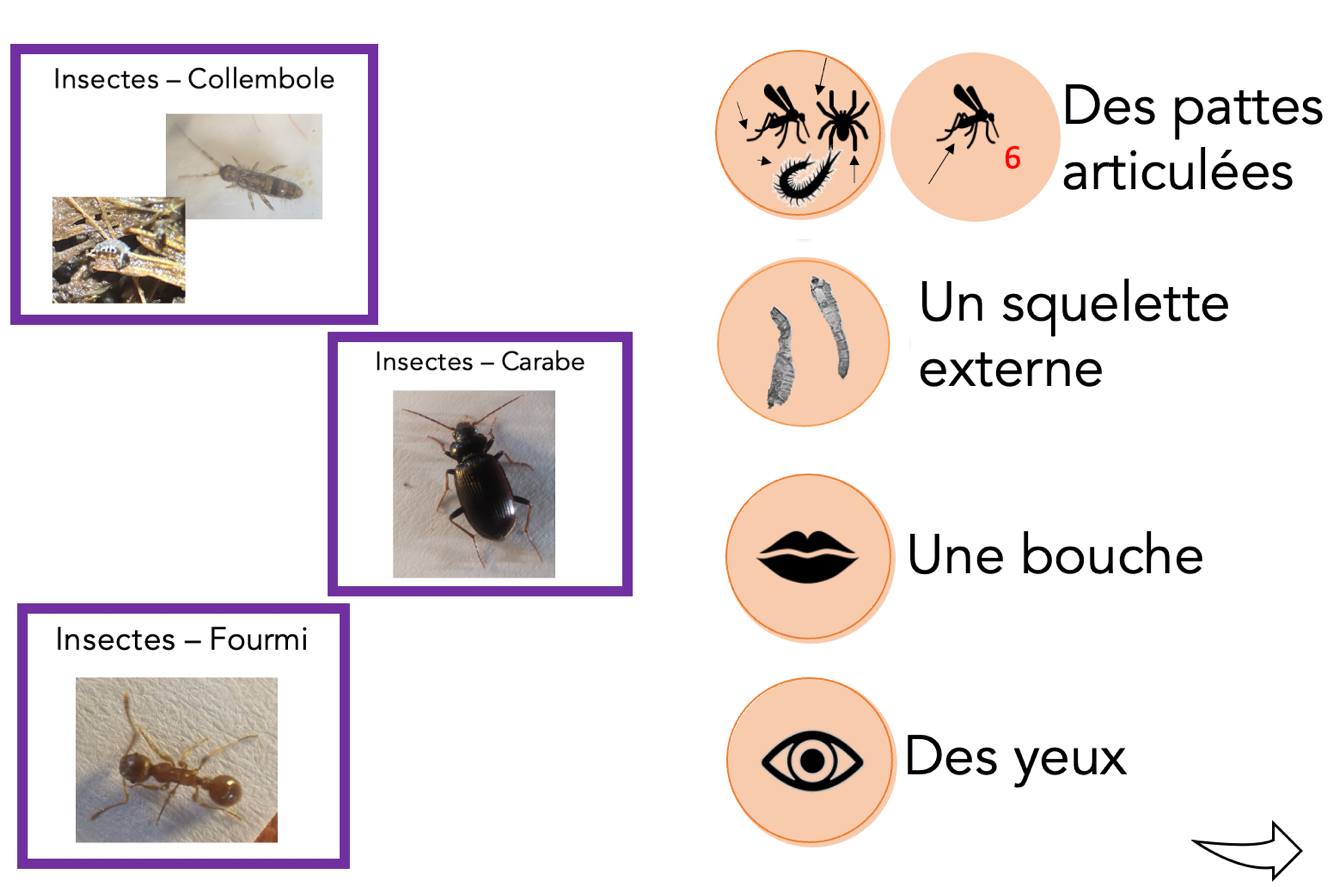 Insectes – Collembole
Insectes – Carabe
Insectes – Fourmi
6
Des pattes
articulées
Un squelette
externe
Une bouche
Des yeux